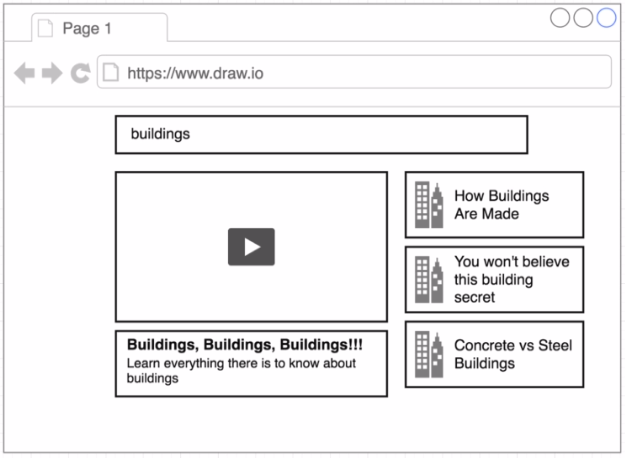 Page 1
https://www.draw.io
buildings
How Buildings
Are Made
You won't believe
this building
secret
Buildings, Buildings, Buildings!!!
Learn everything there is to know about
buildings
Concrete vs Steel
Buildings